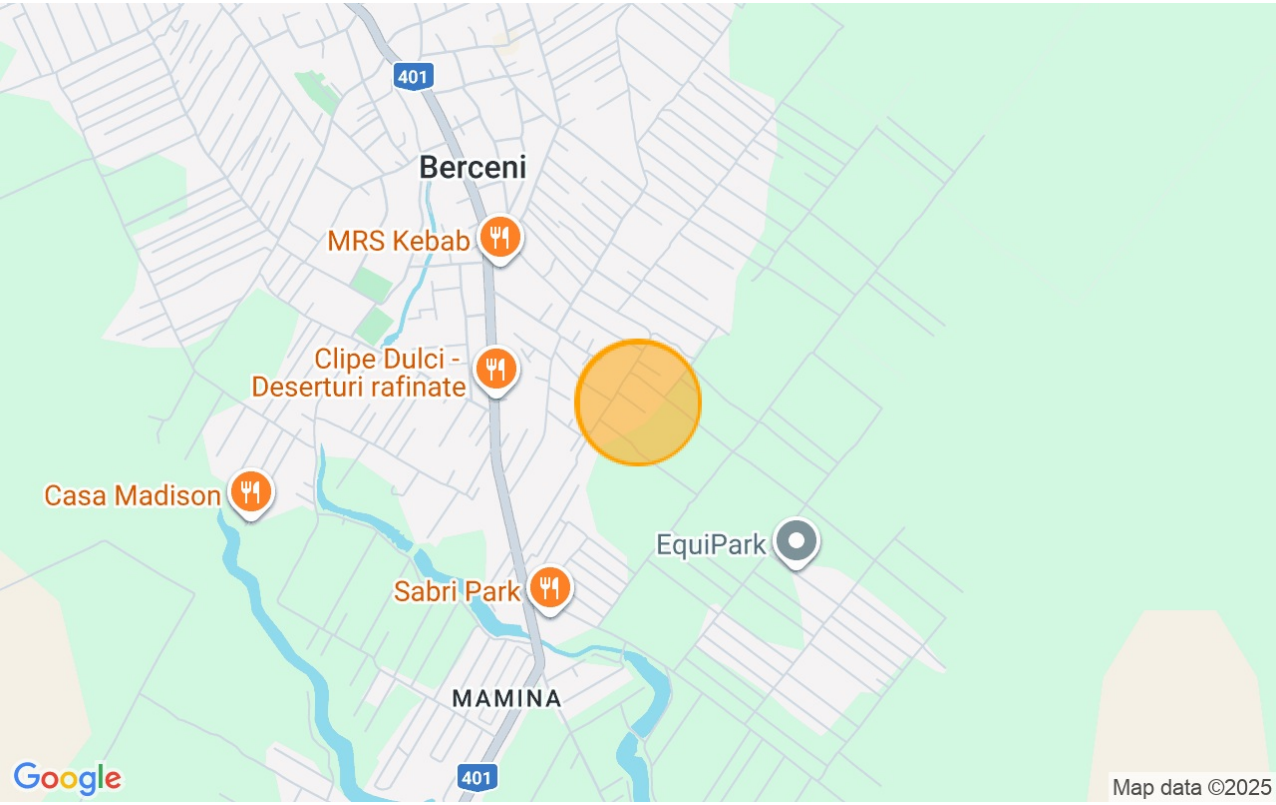 401
Berceni
MRS Kebab
Clipe Dulci -
Deserturi rafinate
Casa Madison
EquiPark
Sabri Park
MAMINA
401
Google
Map data ©2025